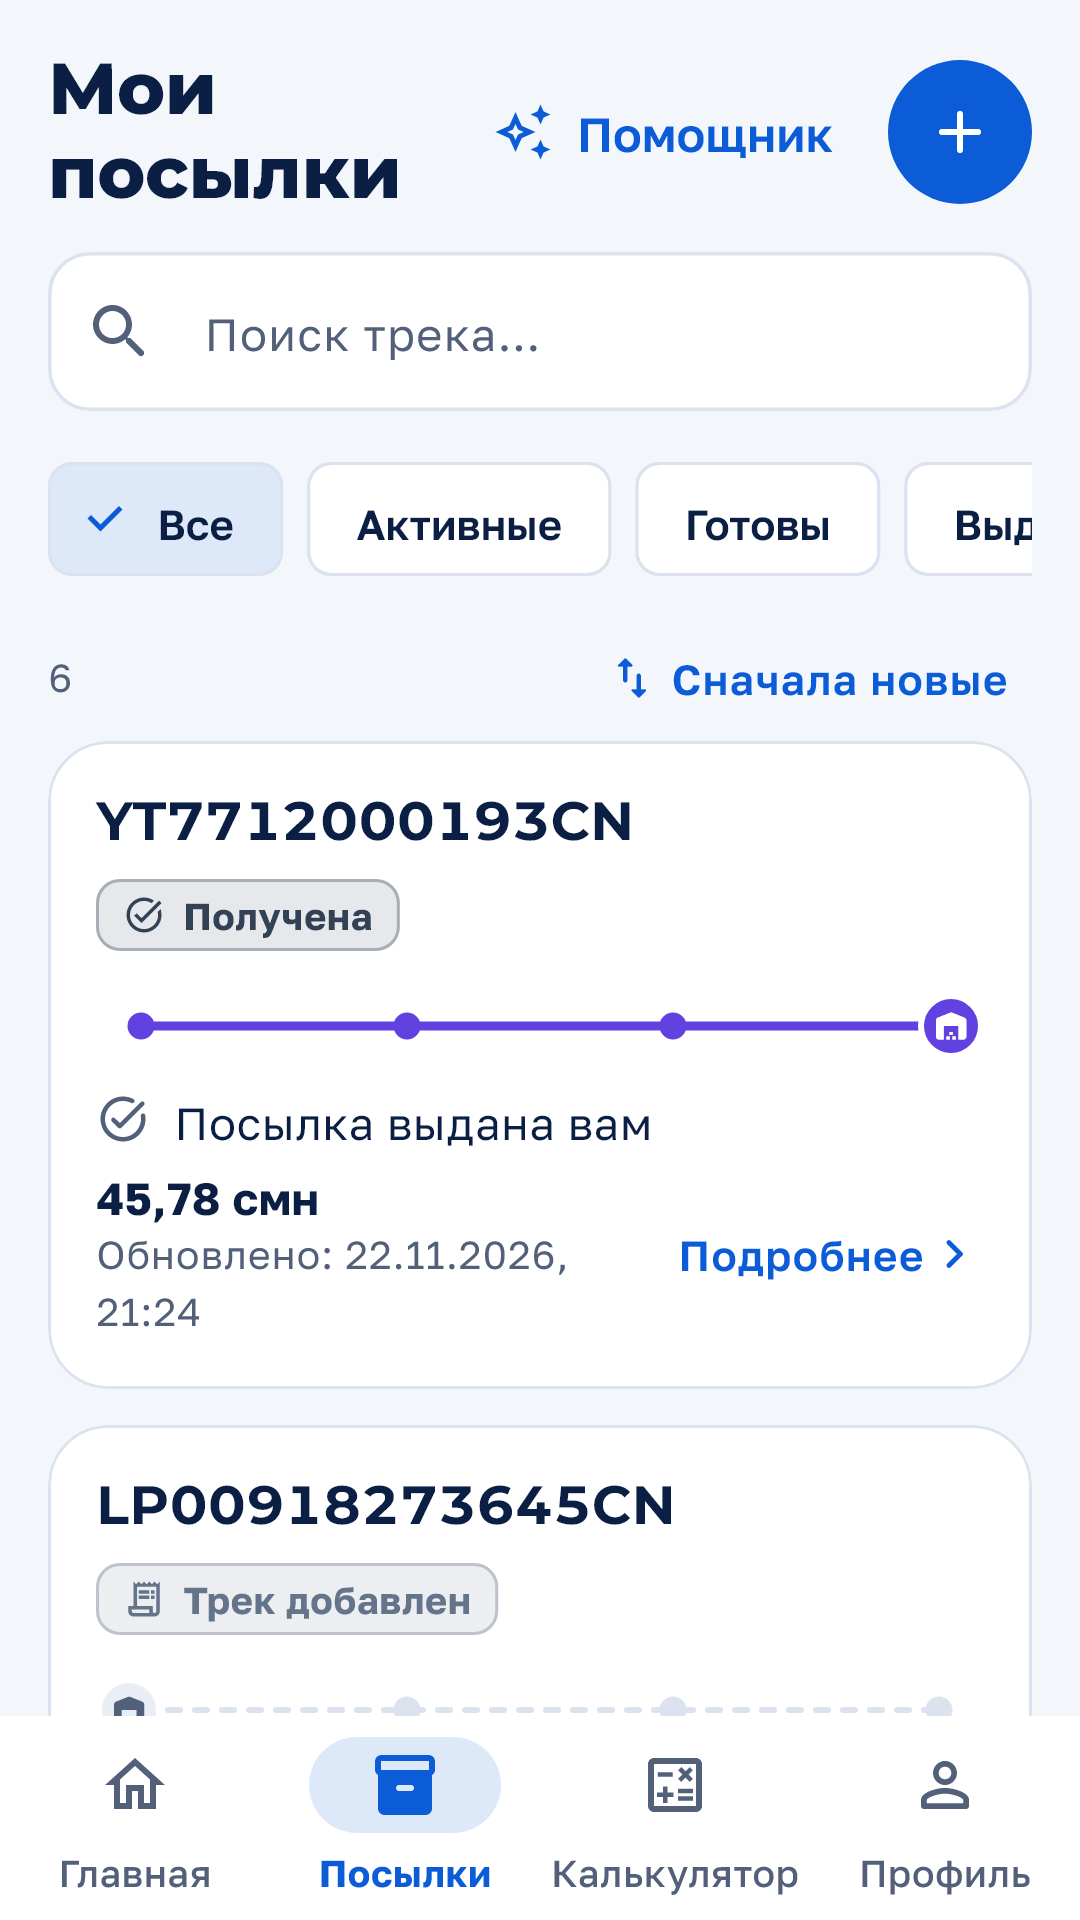 Мои
посылки
Помощник
Поиск трека...
Все
Активные
Готовы
Выд
6
Сначала новые
YT7712000193CN
Получена
Посылка выдана вам
45,78 смн
Обновлено: 22.11.2026,
21:24
Подробнее
LP00918273645CN
Трек добавлен
Главная
Посылки
Калькулятор
Профиль